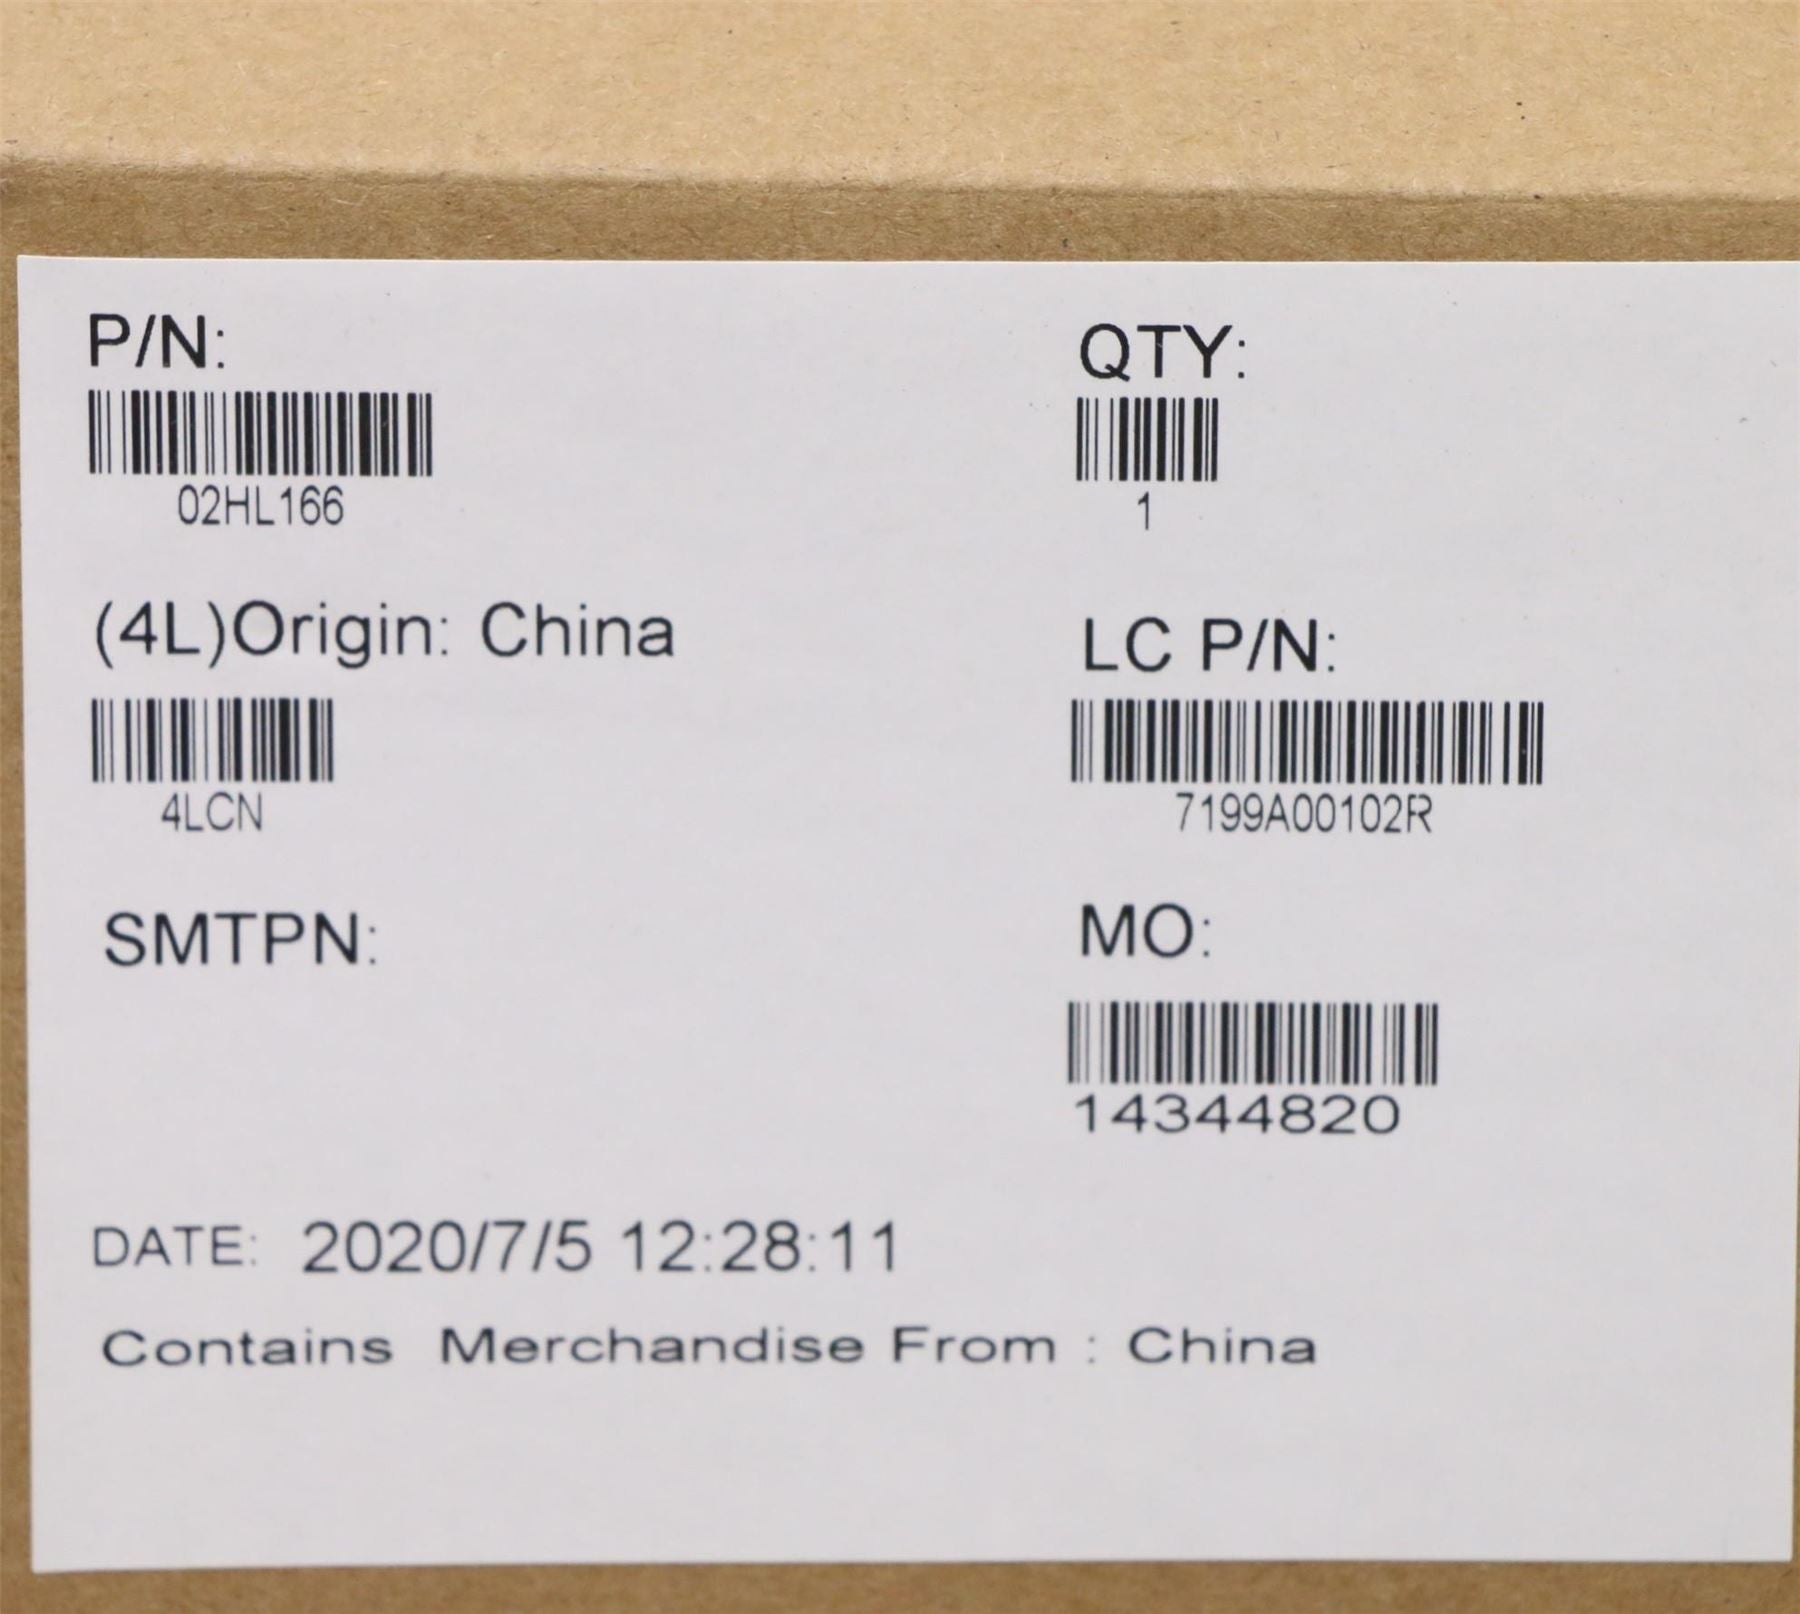 P/N:
02HL166
QTY:
1
(4L)Origin: China
4LCN
LC P/N:
7199A00102R
SMTPN:
MO:
14344820
DATE: 2020/7/5 12:28:11
Contains Merchandise From : China